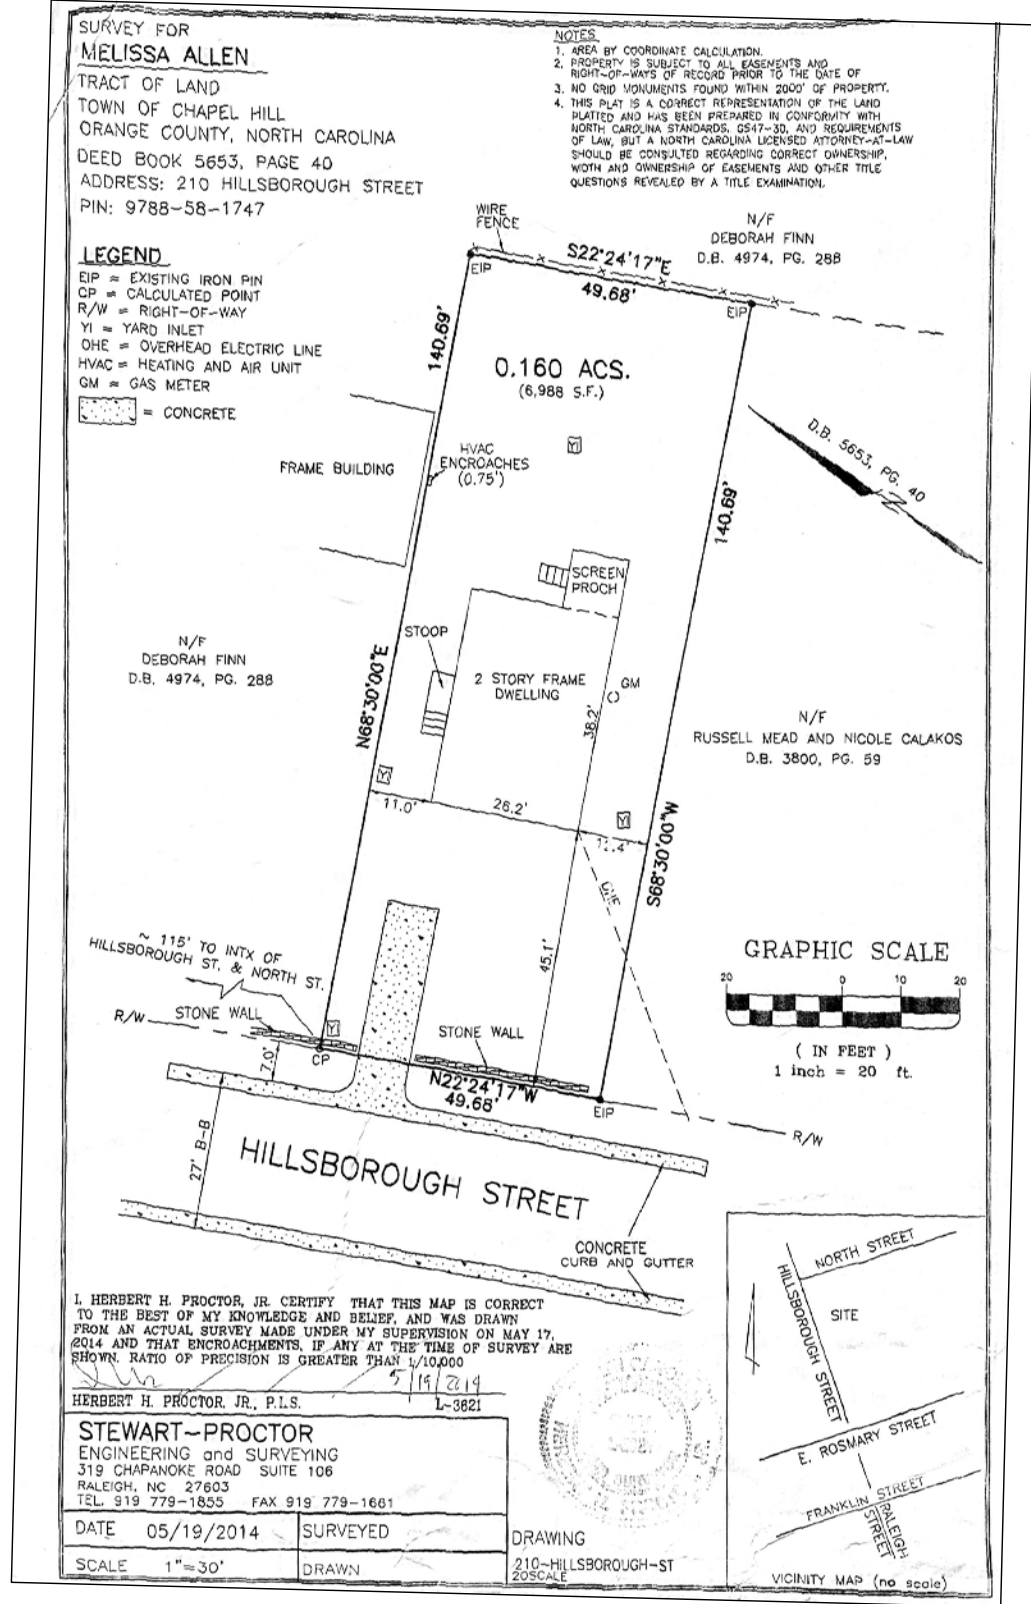 SURVEY FOR
MELISSA ALLEN
TRACT OF LAND
TOWN OF CHAPEL HILL
ORANGE COUNTY, NORTH CAROLINA
DEED BOOK 5653, PAGE 40
ADDRESS: 210 HILLSBOROUGH STREET
PIN: 9788-58-1747
NOTES
1. AREA BY COORDINATE CALCULATION.
2. PROPERTY IS SUBJECT TO ALL EASEMENTS AND
RIGHT-OF-WAYS OF RECORD PRIOR TO THE DATE OF
3. NO GRID MONUMENTS FOUND WITHIN 2000' OF PROPERTY.
4. THIS PLAT IS A CORRECT REPRESENTATION OF THE LAND
PLATTED AND HAS BEEN PREPARED IN CONFORMITY WITH
NORTH CAROLINA STANDARDS, GS47-30, AND REQUIREMENTS
OF LAW, BUT A NORTH CAROLINA LICENSED ATTORNEY-AT-LAW
SHOULD BE CONSULTED REGARDING CORRECT OWNERSHIP,
WIDTH AND OWNERSHIP OF EASEMENTS AND OTHER TITLE
QUESTIONS REVEALED BY A TITLE EXAMINATION.
LEGEND
EIP = EXISTING IRON PIN
CP = CALCULATED POINT
R/W = RIGHT-OF-WAY
YI = YARD INLET
OHE = OVERHEAD ELECTRIC LINE
HVAC = HEATING AND AIR UNIT
GM = GAS METER
= CONCRETE
WIRE
FENCE
S22°24'17"E
49.68'
EIP
EIP
N/F
DEBORAH FINN
D.B. 4974, PG. 288
140.69'
0.160 ACS.
(6,988 S.F.)
YI
D.B. 5653, PG. 40
N
FRAME BUILDING
HVAC
ENCROACHES
(0.75')
140.69'
SCREEN
PROCH
STOOP
N/F
DEBORAH FINN
D.B. 4974, PG. 288
N68°30'00"E
2 STORY FRAME
DWELLING
GM
38.2'
N/F
RUSSELL MEAD AND NICOLE CALAKOS
D.B. 3800, PG. 59
YI
11.0'
26.2'
YI
12.4'
S68°30'00"W
OHE
45.1'
~ 115' TO INTX OF
HILLSBOROUGH ST. & NORTH ST.
GRAPHIC SCALE
20 0 10 20
( IN FEET )
1 inch = 20 ft.
R/W
STONE WALL
YI
STONE WALL
CP
7.0'
N22°24'17"W
49.68'
EIP
R/W
27' B-B
HILLSBOROUGH STREET
CONCRETE
CURB AND GUTTER
I, HERBERT H. PROCTOR, JR. CERTIFY THAT THIS MAP IS CORRECT
TO THE BEST OF MY KNOWLEDGE AND BELIEF, AND WAS DRAWN
FROM AN ACTUAL SURVEY MADE UNDER MY SUPERVISION ON MAY 17,
2014 AND THAT ENCROACHMENTS, IF ANY AT THE TIME OF SURVEY ARE
SHOWN. RATIO OF PRECISION IS GREATER THAN 1/10,000
5/19/2014
HERBERT H. PROCTOR, JR., P.L.S. L-3621
STEWART-PROCTOR
ENGINEERING and SURVEYING
319 CHAPANOKE ROAD SUITE 106
RALEIGH, NC 27603
TEL. 919 779-1855 FAX 919 779-1661
DATE 05/19/2014
SURVEYED
SCALE 1"=30'
DRAWN
DRAWING
210-HILLSBOROUGH-ST
20SCALE
NORTH STREET
HILLSBOROUGH STREET
SITE
E. ROSMARY STREET
FRANKLIN STREET
RALEIGH
STREET
VICINITY MAP (no scale)